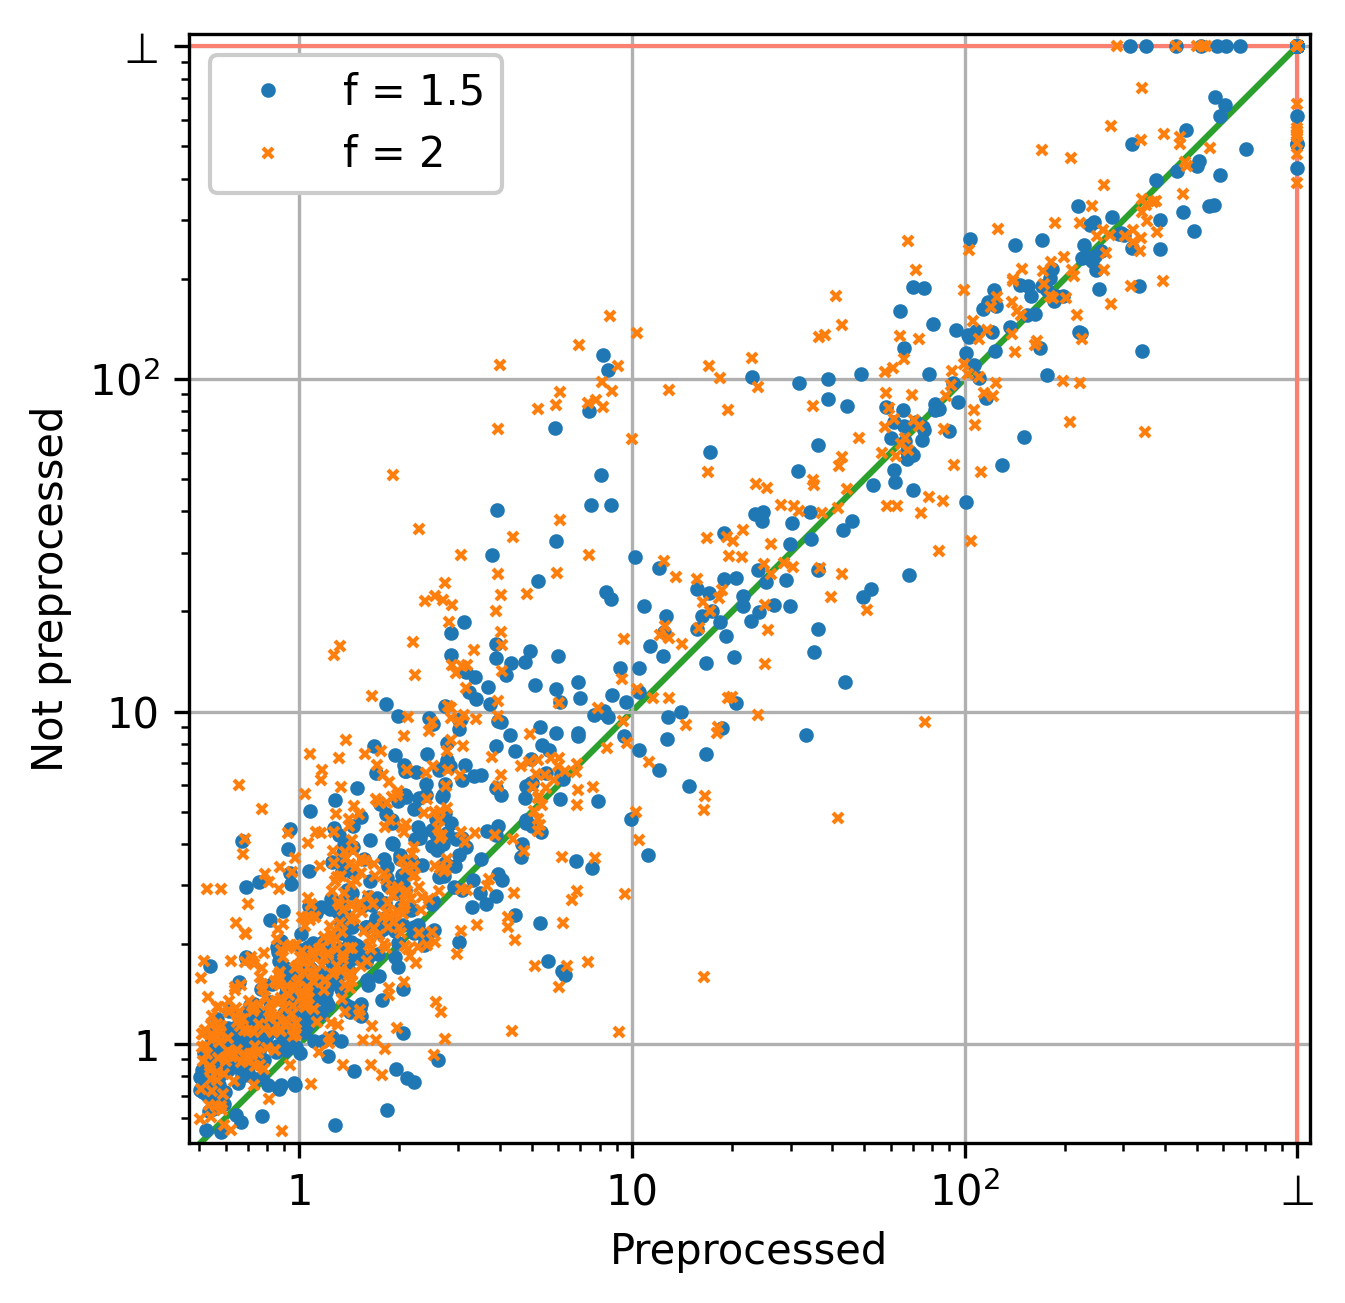 ⊥
f = 1.5
f = 2
10²
10
1
Not preprocessed
1 10 10² ⊥
Preprocessed